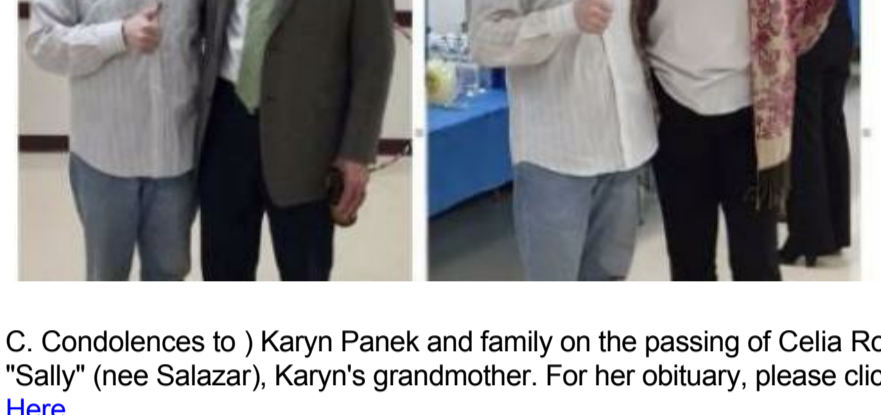 C. Condolences to ) Karyn Panek and family on the passing of Celia
"Sally" (nee Salazar), Karyn's grandmother. For her obituary, please
Here